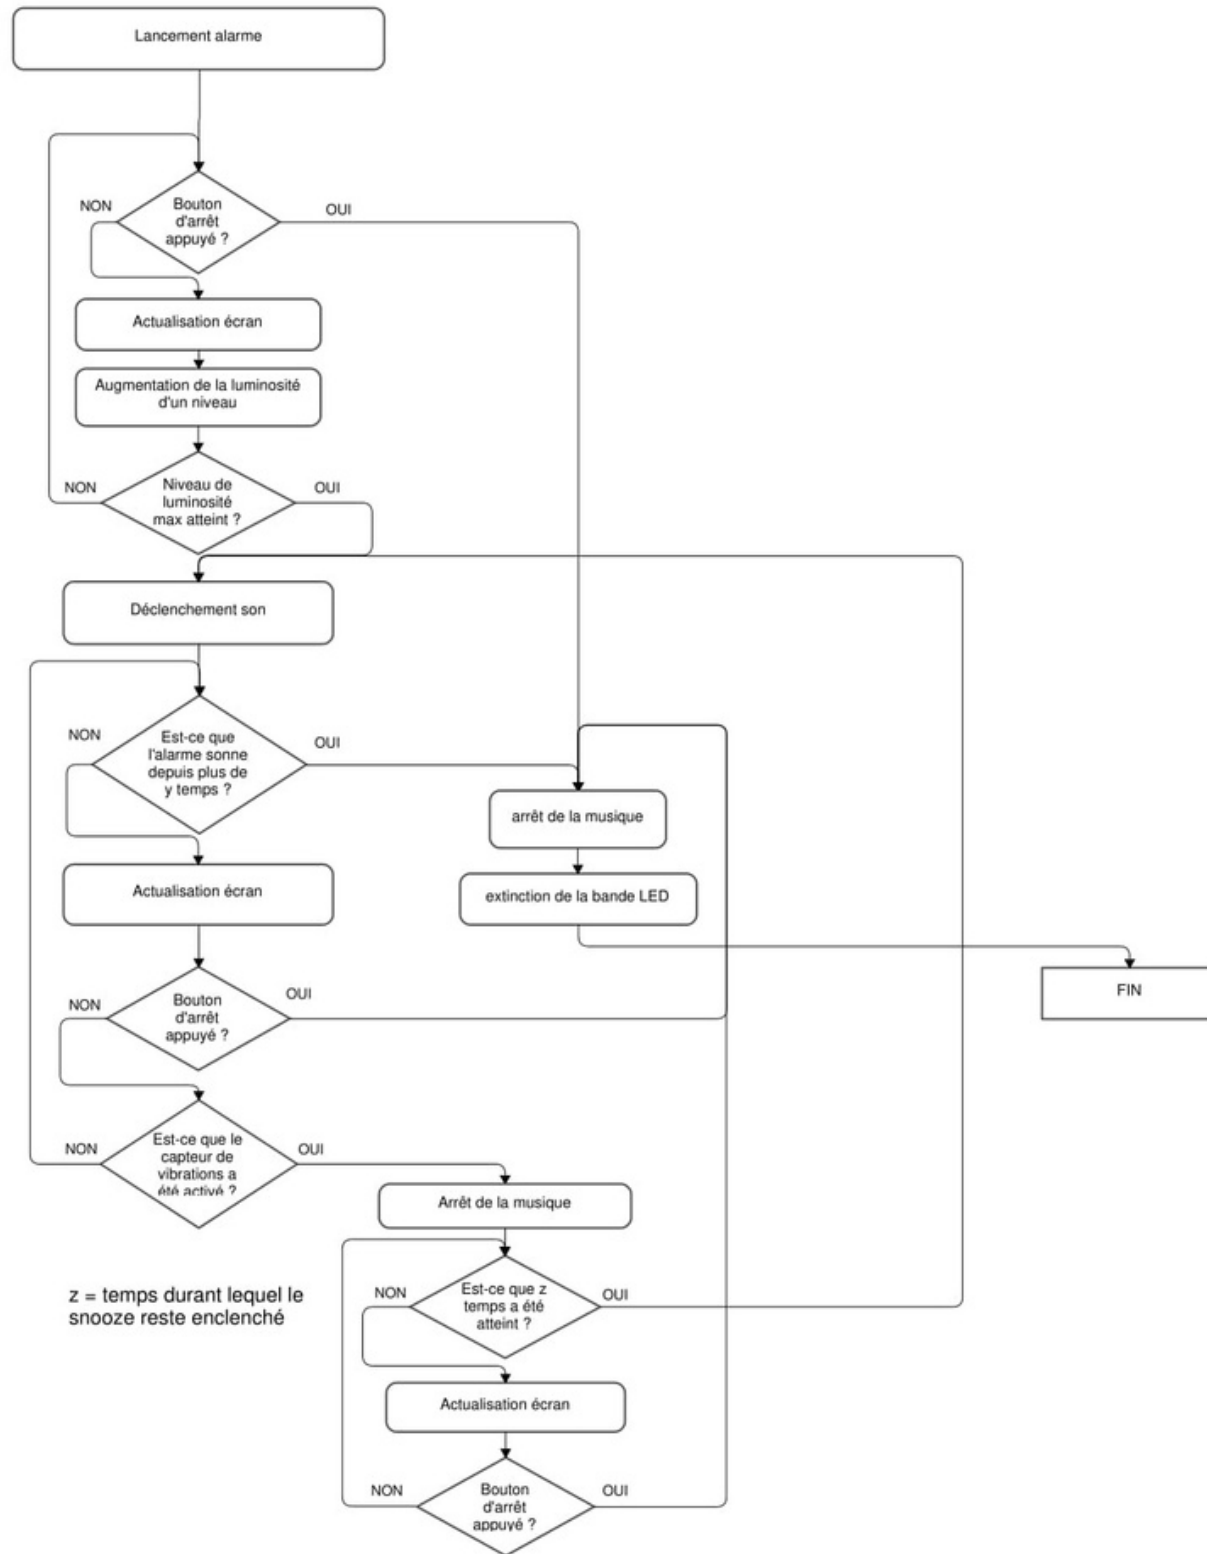 Lancement alarme
Bouton
d'arrêt
appuyé ?
NON
OUI
Actualisation écran
Augmentation de la luminosité
d'un niveau
Niveau de
luminosité
max atteint ?
NON
OUI
Déclenchement son
Est-ce que
l'alarme sonne
depuis plus de
y temps ?
NON
OUI
arrêt de la musique
extinction de la bande LED
FIN
Actualisation écran
Bouton
d'arrêt
appuyé ?
NON
OUI
Est-ce que le
capteur de
vibrations a
été activé ?
NON
OUI
Arrêt de la musique
Est-ce que z
temps a été
atteint ?
NON
OUI
z = temps durant lequel le
snooze reste enclenché
Actualisation écran
Bouton
d'arrêt
appuyé ?
NON
OUI